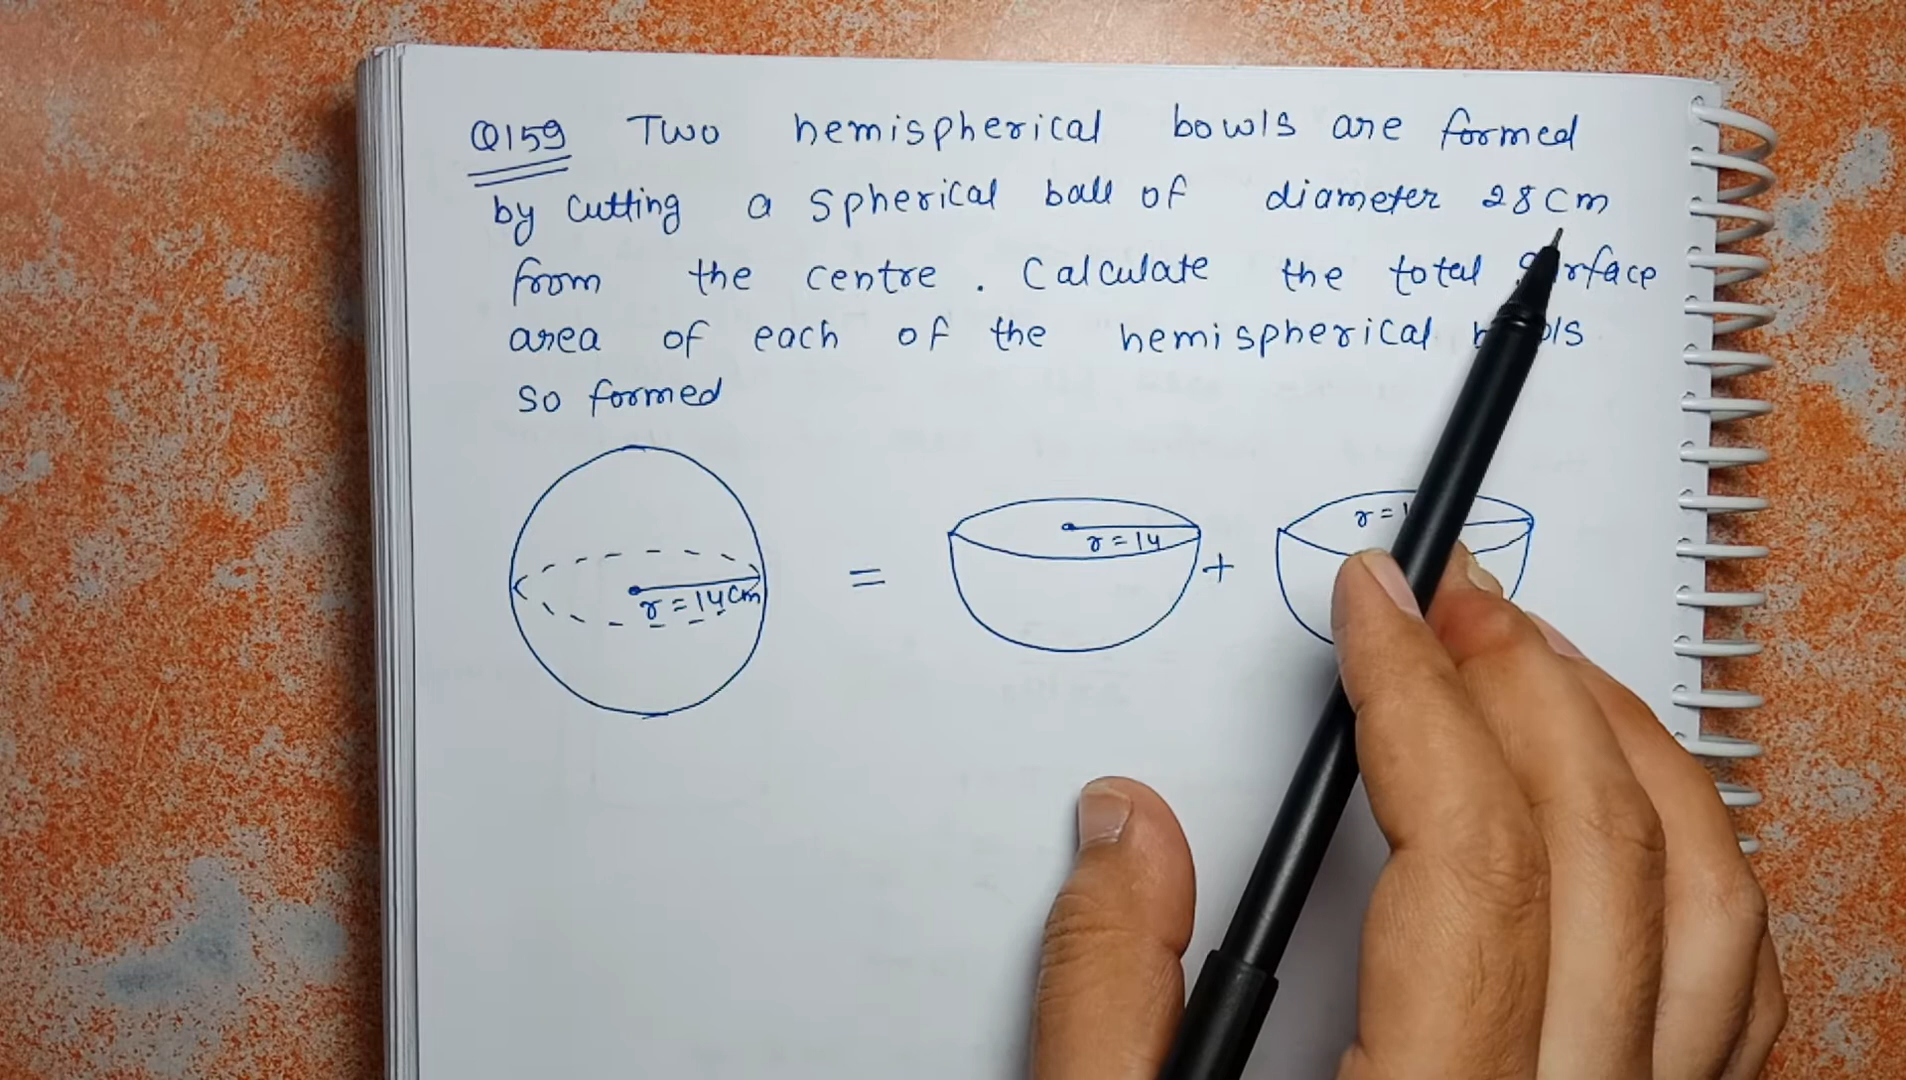 Q159 Two hemispherical bowls are formed
by cutting a spherical ball of diameter 28cm
from the centre. Calculate the total
area of each of the hemispherical
so formed
r = 14cm
=
r = 14
+
r =